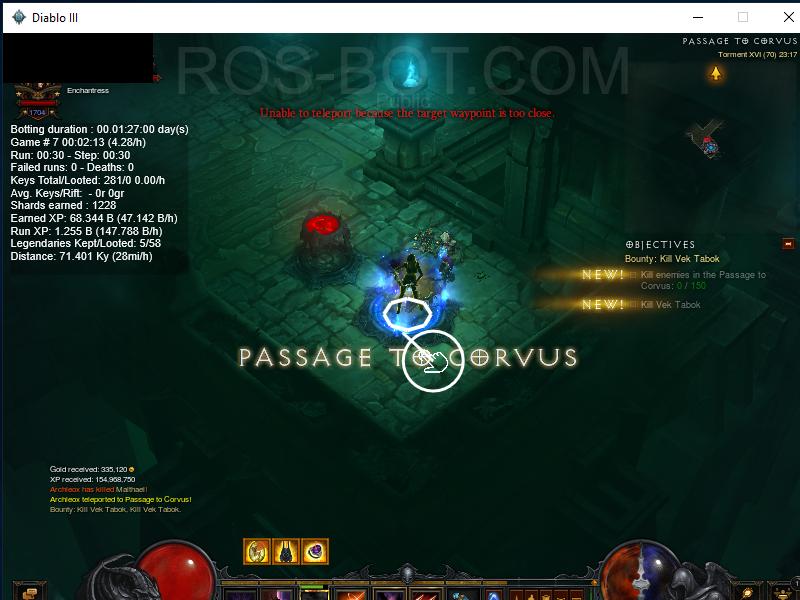 Diablo III
PASSAGE TO CORVUS
Torment XVI (70) 23:17
ROS-BOT.COM
Public
Enchantress
1704
Unable to teleport because the target waypoint is too close.
Botting duration : 00.01:27:00 day(s)
Game # 7 00:02:13 (4.28/h)
Run: 00:30 - Step: 00:30
Failed runs: 0 - Deaths: 0
Keys Total/Looted: 281/0 0.00/h
Avg. Keys/Rift:  - 0r 0gr
Shards earned : 1228
Earned XP: 68.344 B (47.142 B/h)
Run XP: 1.255 B (147.788 B/h)
Legendaries Kept/Looted: 5/58
Distance: 71.401 Ky (28mi/h)
OBJECTIVES
Bounty: Kill Vek Tabok
NEW! Kill enemies in the Passage to
Corvus: 0 / 150
NEW! Kill Vek Tabok
PASSAGE TO CORVUS
Gold received: 335,120
XP received: 154,968,750
Archieox has killed Malthael!
Archieox teleported to Passage to Corvus!
Bounty: Kill Vek Tabok, Kill Vek Tabok.